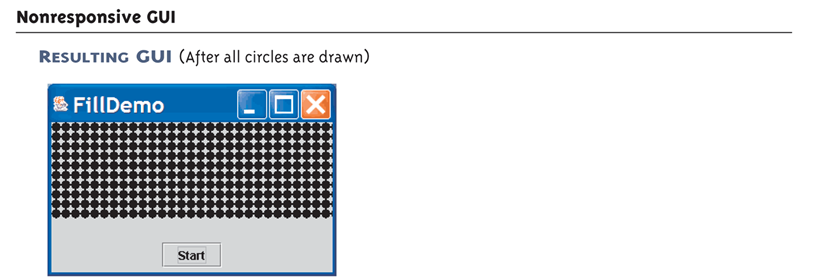 Nonresponsive GUI
RESULTING GUI (After all circles are drawn)
FillDemo
Start